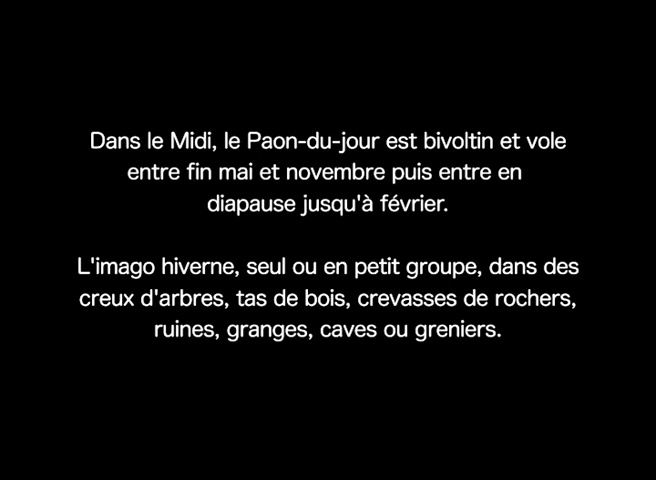 Dans le Midi, le Paon-du-jour est bivoltin et vole
entre fin mai et novembre puis entre en
diapause jusqu'à février.
L'imago hiverne, seul ou en petit groupe, dans des
creux d'arbres, tas de bois, crevasses de rochers,
ruines, granges, caves ou greniers.